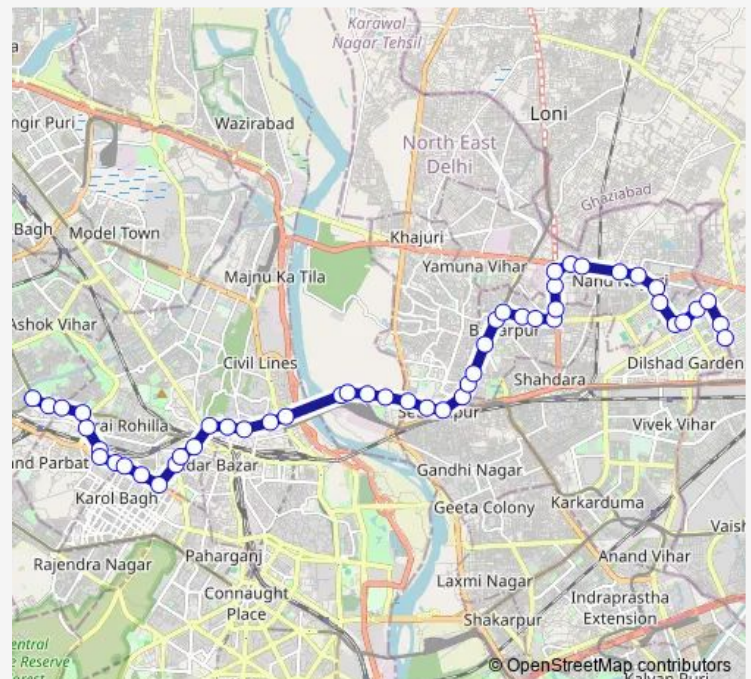 Karawal
Nagar Tehsil
a
ngir Puri
Wazirabad
Loni
North East
Delhi
Ghaziabad
Bagh
Model Town
Khajuri
Yamuna Vihar
Majnu Ka Tila
Ashok Vihar
Civil Lines
Dilshad Garden
Shahdara
rai Rohilla
Vivek Vihar
nd Parbat
dar Bazar
Gandhi Nagar
Karol Bagh
Geeta Colony
Karkarduma
Vaish
Paharganj
Anand Vihar
Rajendra Nagar
Connaught
Place
Laxmi Nagar
Indraprastha
Extension
Shakarpur
entral
e Reserve
© OpenStreetMap contributors